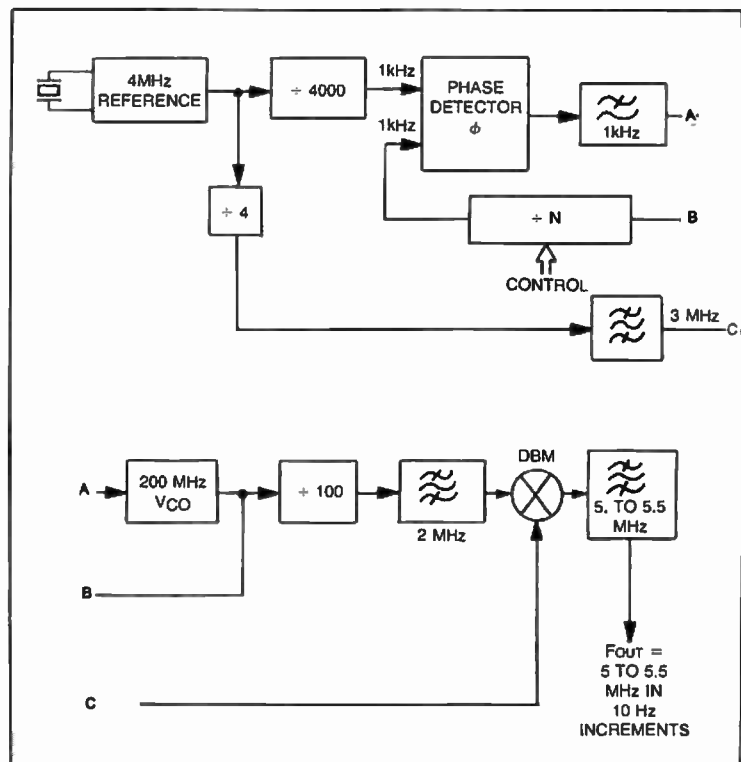 4MHz
REFERENCE
÷ 4000
1kHz
1kHz
PHASE
DETECTOR
ϕ
1kHz
A
÷ 4
÷ N
B
CONTROL
3 MHz
C
A
200 MHz
VCO
÷ 100
2 MHz
DBM
5. TO 5.5
MHz
B
C
FOUT =
5 TO 5.5
MHz IN
10 Hz
INCREMENTS